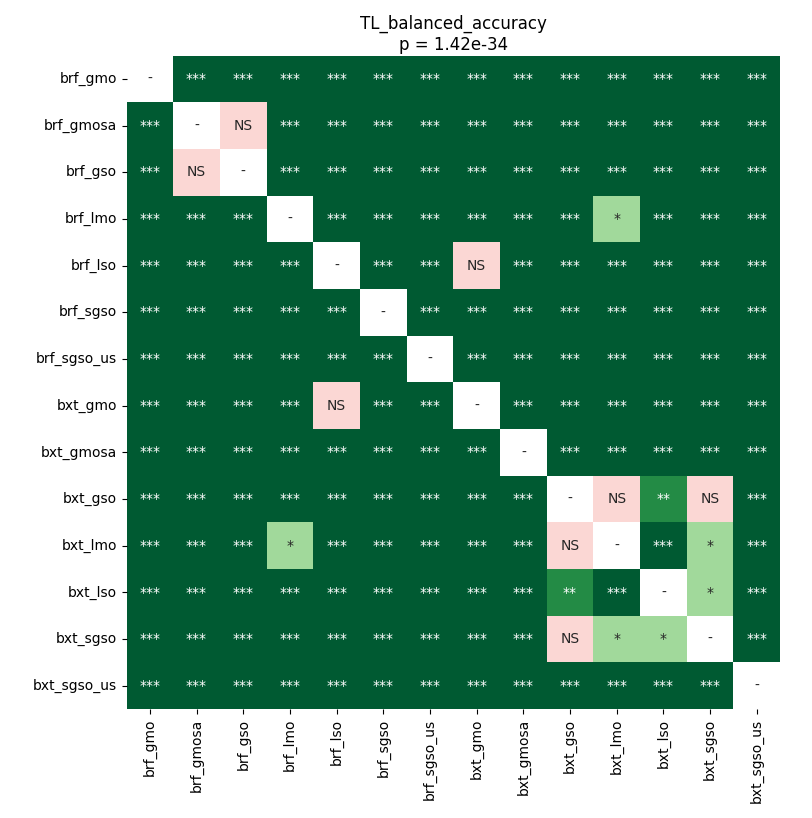 TL_balanced_accuracy
p = 1.42e-34
brf_gmo - *** *** *** *** *** *** *** *** *** *** *** *** ***
brf_gmosa *** - NS *** *** *** *** *** *** *** *** *** *** ***
brf_gso *** NS - *** *** *** *** *** *** *** *** *** *** ***
brf_lmo *** *** *** - *** *** *** *** *** *** * *** *** ***
brf_lso *** *** *** *** - *** *** NS *** *** *** *** *** ***
brf_sgso *** *** *** *** *** - *** *** *** *** *** *** *** ***
brf_sgso_us *** *** *** *** *** *** - *** *** *** *** *** *** ***
bxt_gmo *** *** *** *** NS *** *** - *** *** *** *** *** ***
bxt_gmosa *** *** *** *** *** *** *** *** - *** *** *** *** ***
bxt_gso *** *** *** *** *** *** *** *** *** - NS ** NS ***
bxt_lmo *** *** *** * *** *** *** *** *** NS - *** * ***
bxt_lso *** *** *** *** *** *** *** *** *** ** *** - * ***
bxt_sgso *** *** *** *** *** *** *** *** *** NS * * - ***
bxt_sgso_us *** *** *** *** *** *** *** *** *** *** *** *** *** -
brf_gmo brf_gmosa brf_gso brf_lmo brf_lso brf_sgso brf_sgso_us bxt_gmo bxt_gmosa bxt_gso bxt_lmo bxt_lso bxt_sgso bxt_sgso_us